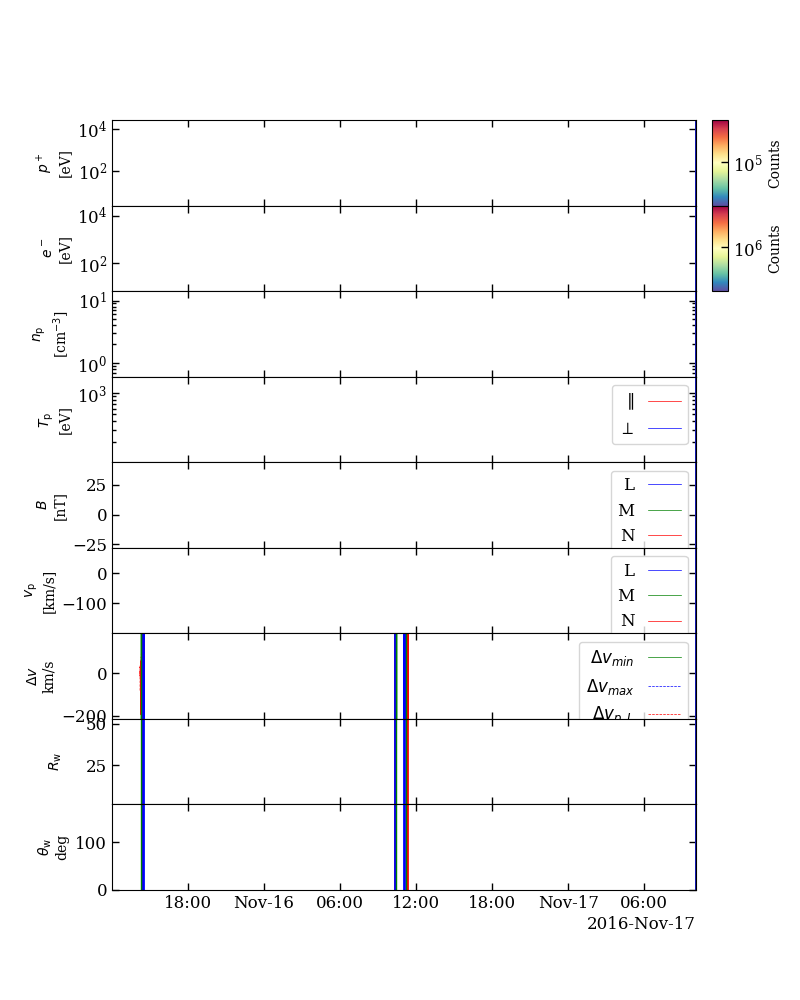 10^4
10^2
p^+
[eV]
10^5
Counts
10^4
10^2
e^-
[eV]
10^6
Counts
10^1
10^0
n_p
[cm^-3]
10^3
T_p
[eV]
∥
⊥
25
0
−25
B
[nT]
L
M
N
0
−100
v_p
[km/s]
L
M
N
0
−200
Δv
km/s
Δv_min
Δv_max
50
25
R_w
100
0
θ_w
deg
18:00 Nov-16 06:00 12:00 18:00 Nov-17 06:00
2016-Nov-17